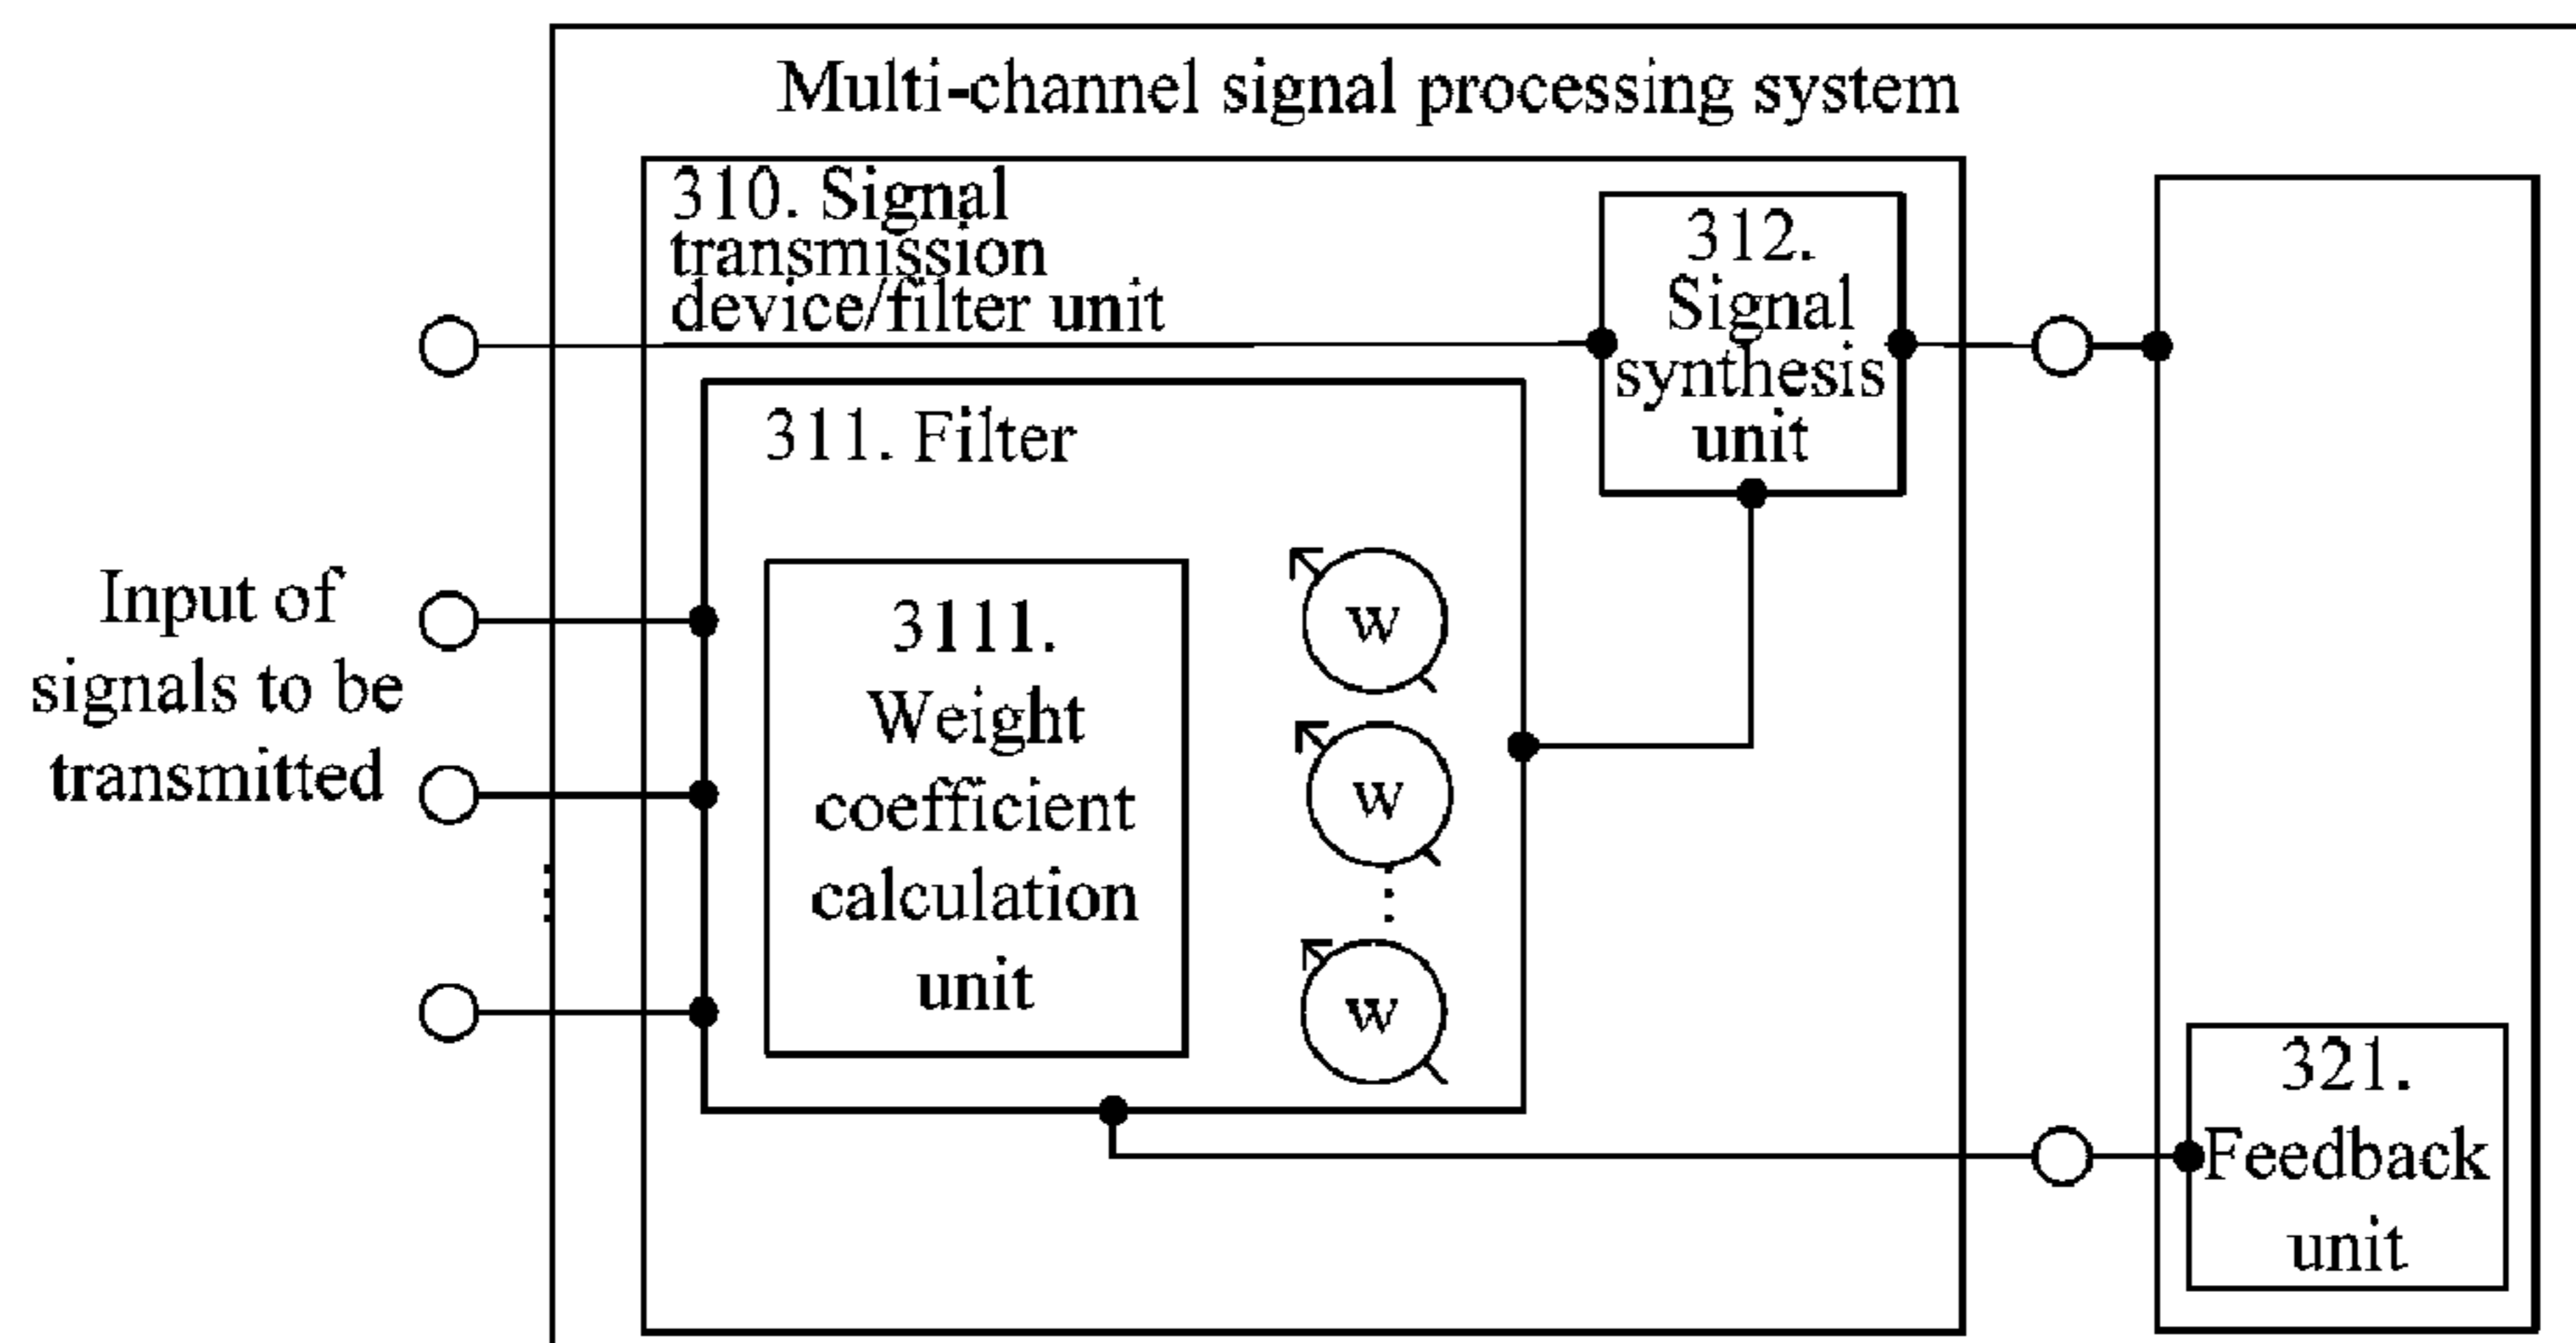 Multi-channel signal processing system
310. Signal
transmission
device/filter unit
312.
Signal
synthesis
unit
311. Filter
Input of
signals to be
transmitted
3111.
Weight
coefficient
calculation
unit
w
w
w
321.
Feedback
unit